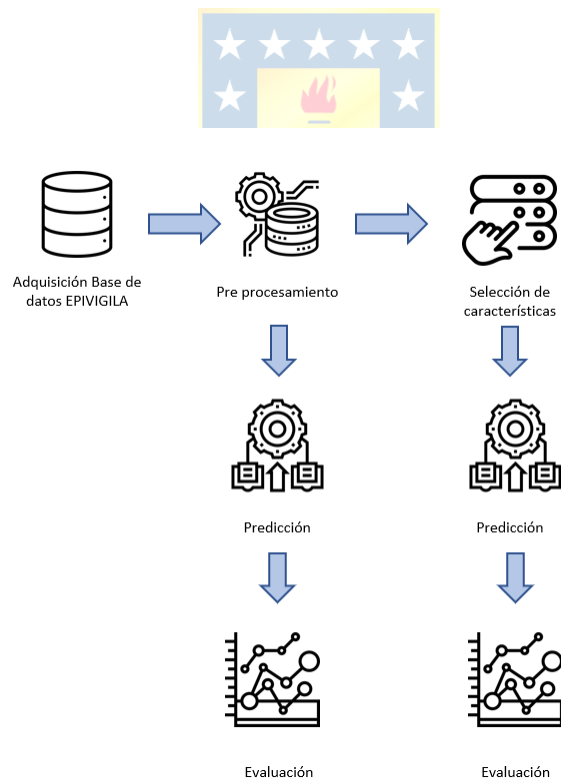 Adquisición Base de
datos EPIVIGILA
Pre procesamiento
Selección de
características
Predicción
Predicción
Evaluación
Evaluación